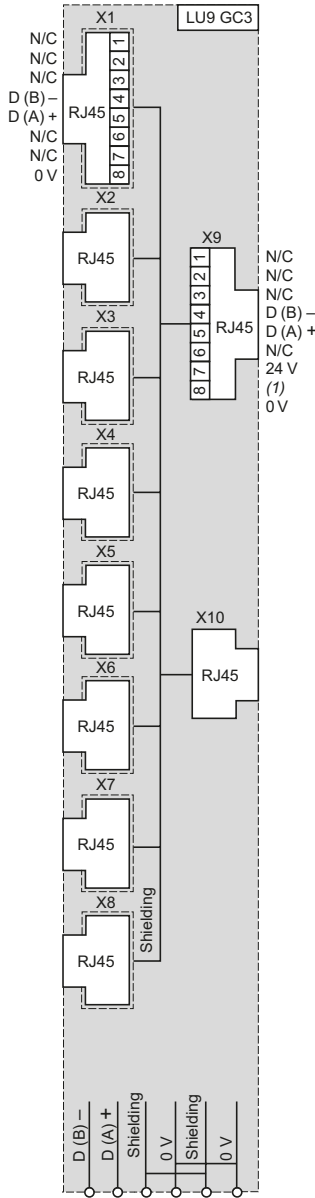 LU9 GC3
X1
N/C
N/C
N/C
D (B) –
D (A) +
N/C
N/C
0 V
RJ45
1
2
3
4
5
6
7
8
X2
RJ45
X3
RJ45
X4
RJ45
X5
RJ45
X6
RJ45
X7
RJ45
X8
RJ45
Shielding
X9
1
2
3
4
5
6
7
8
RJ45
N/C
N/C
N/C
D (B) –
D (A) +
N/C
24 V
(1)
0 V
X10
RJ45
D (B) –
D (A) +
Shielding
0 V
Shielding
0 V